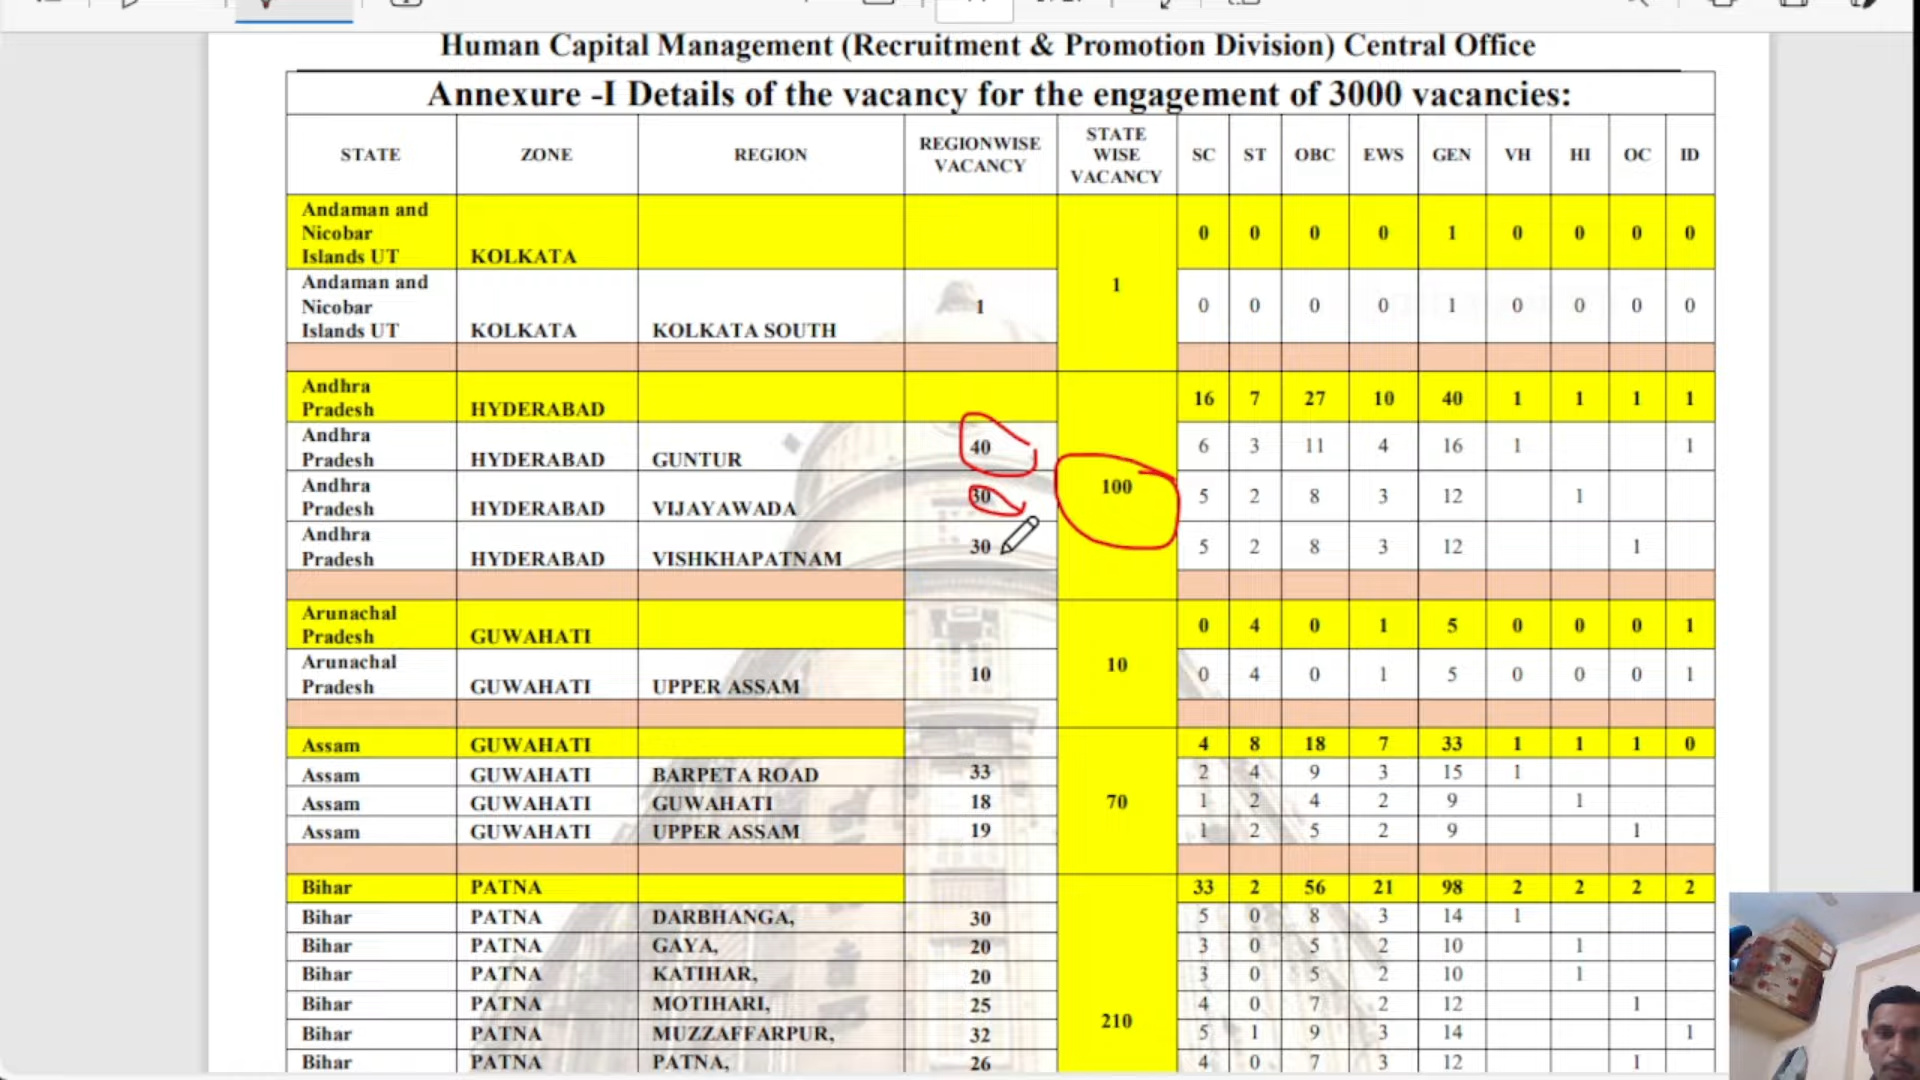 Human Capital Management (Recruitment & Promotion Division) Central Office
Annexure -I Details of the vacancy for the engagement of 3000 vacancies:
STATE ZONE REGION REGIONWISE VACANCY STATE WISE VACANCY SC ST OBC EWS GEN VH HI OC ID
Andaman and Nicobar Islands UT KOLKATA 0 0 0 0 1 0 0 0 0
1
Andaman and Nicobar Islands UT KOLKATA KOLKATA SOUTH 1 0 0 0 0 1 0 0 0 0
Andhra Pradesh HYDERABAD 16 7 27 10 40 1 1 1 1
Andhra Pradesh HYDERABAD GUNTUR 40 6 3 11 4 16 1 1
100
Andhra Pradesh HYDERABAD VIJAYAWADA 30 5 2 8 3 12 1
Andhra Pradesh HYDERABAD VISHKHAPATNAM 30 5 2 8 3 12 1
Arunachal Pradesh GUWAHATI 0 4 0 1 5 0 0 0 1
10
Arunachal Pradesh GUWAHATI UPPER ASSAM 10 0 4 0 1 5 0 0 0 1
Assam GUWAHATI 4 8 18 7 33 1 1 1 0
Assam GUWAHATI BARPETA ROAD 33 2 4 9 3 15 1
Assam GUWAHATI GUWAHATI 18 70 1 2 4 2 9 1
Assam GUWAHATI UPPER ASSAM 19 1 2 5 2 9 1
Bihar PATNA 33 2 56 21 98 2 2 2 2
Bihar PATNA DARBHANGA, 30 5 0 8 3 14 1
Bihar PATNA GAYA, 20 3 0 5 2 10 1
Bihar PATNA KATIHAR, 20 3 0 5 2 10 1
Bihar PATNA MOTIHARI, 25 4 0 7 2 12 1
210
Bihar PATNA MUZZAFFARPUR, 32 5 1 9 3 14 1
Bihar PATNA PATNA, 26 4 0 7 3 12 1